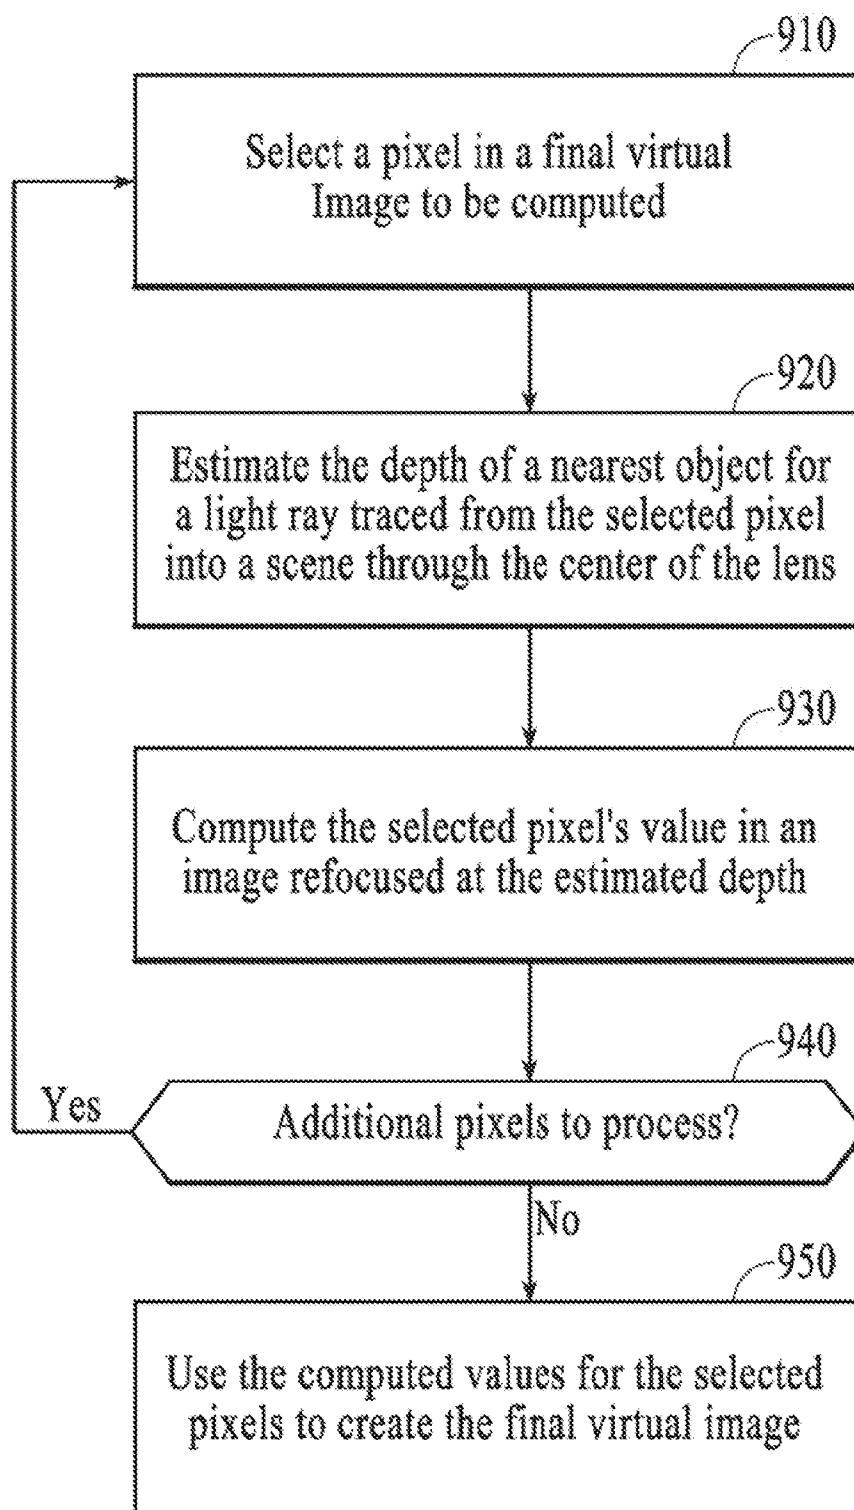 910
Select a pixel in a final virtual
Image to be computed
920
Estimate the depth of a nearest object for
a light ray traced from the selected pixel
into a scene through the center of the lens
930
Compute the selected pixel's value in an
image refocused at the estimated depth
940
Yes
Additional pixels to process?
No
950
Use the computed values for the selected
pixels to create the final virtual image